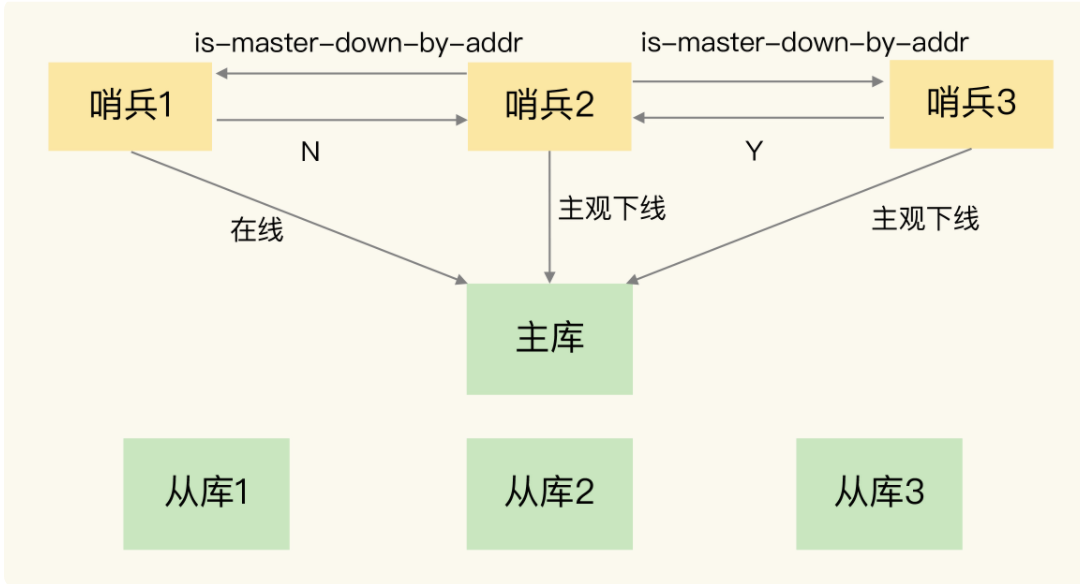 is-master-down-by-addr
is-master-down-by-addr
哨兵1
哨兵2
哨兵3
N
Y
在线
主观下线
主观下线
主库
从库1
从库2
从库3